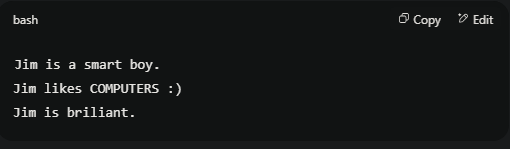 bash Copy Edit
Jim is a smart boy.
Jim likes COMPUTERS :)
Jim is briliant.